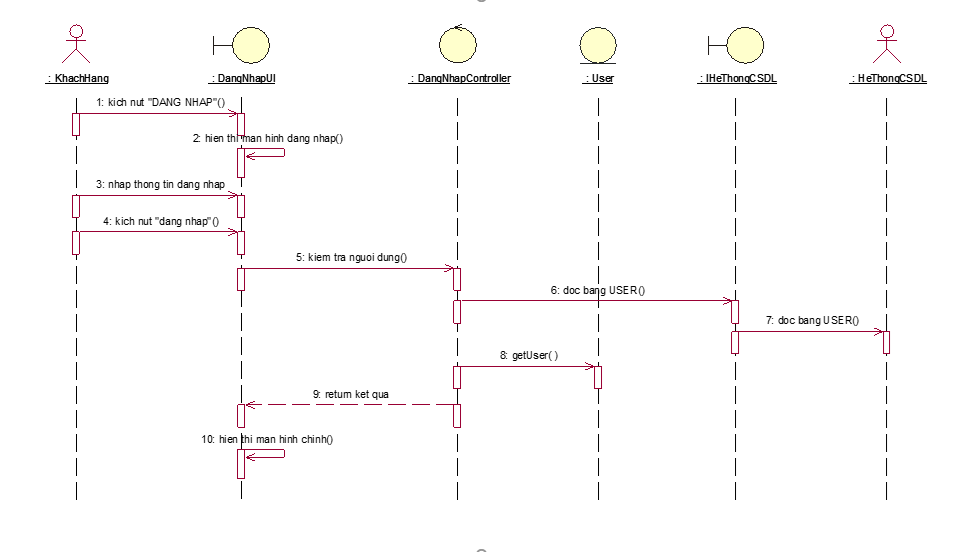 : KhachHang
: DangNhapUI
: DangNhapController
: User
: IHeThongCSDL
: HeThongCSDL
1: kich nut "DANG NHAP"()
2: hien thi man hinh dang nhap()
3: nhap thong tin dang nhap
4: kich nut "dang nhap"()
5: kiem tra nguoi dung()
6: doc bang USER()
7: doc bang USER()
8: getUser( )
9: return ket qua
10: hien thi man hinh chinh()